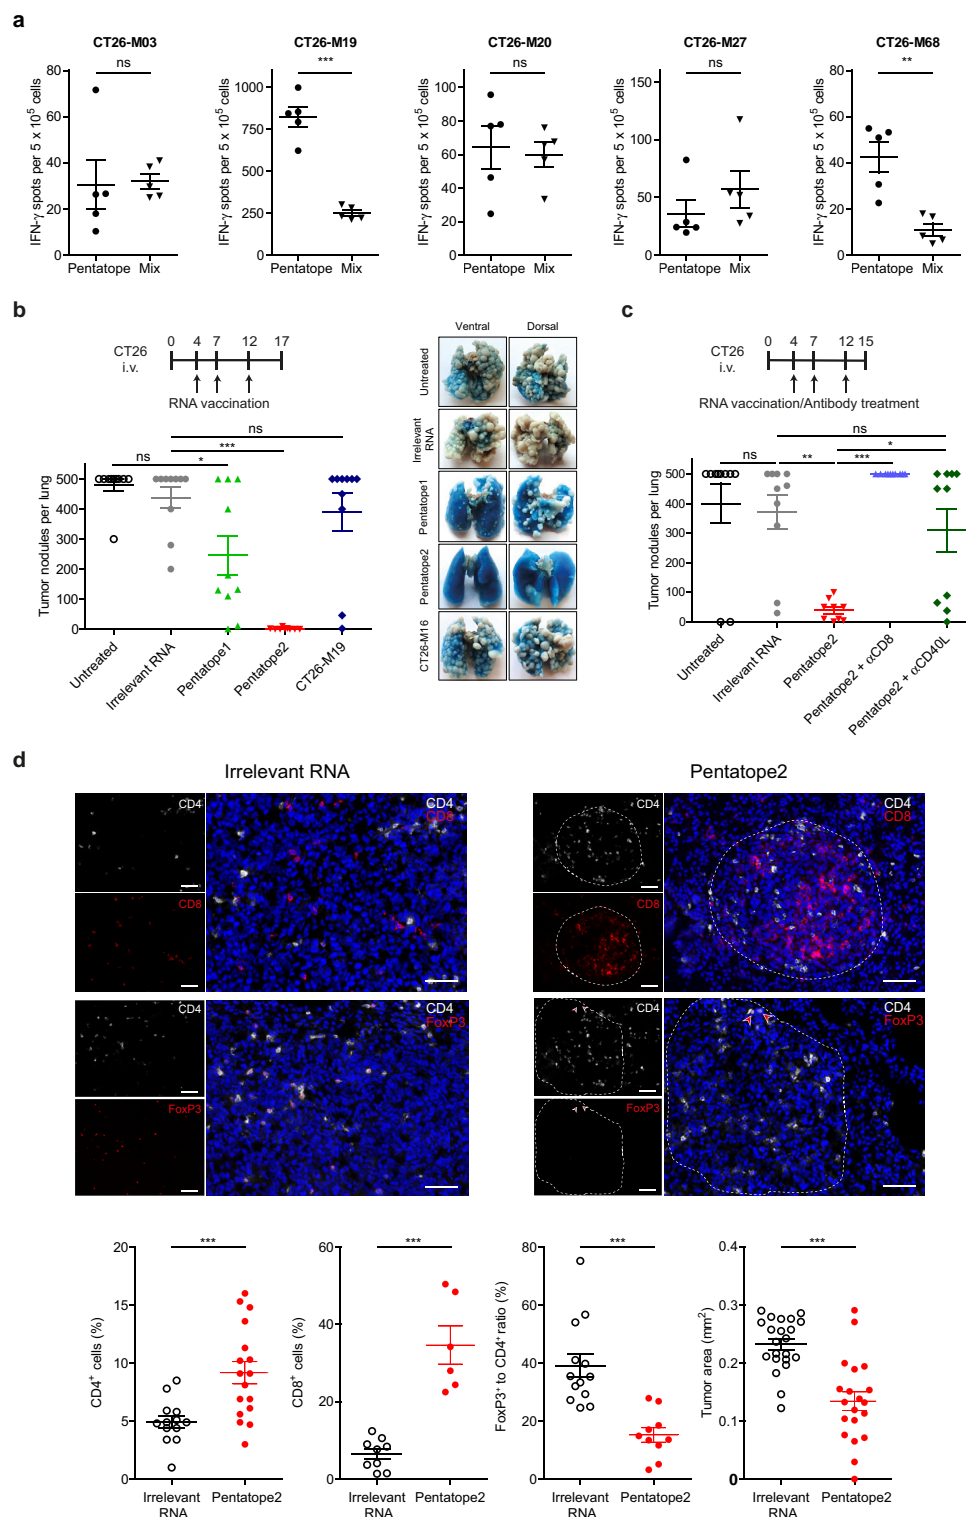 a
CT26-M03
CT26-M19
CT26-M20
CT26-M27
CT26-M68
IFN-γ spots per 5 x 10⁵ cells
80
60
40
20
0
ns
Pentatope
Mix
IFN-γ spots per 5 x 10⁵ cells
1000
750
500
250
0
***
Pentatope
Mix
IFN-γ spots per 5 x 10⁵ cells
100
80
60
40
20
0
ns
Pentatope
Mix
IFN-γ spots per 5 x 10⁵ cells
150
100
50
0
ns
Pentatope
Mix
IFN-γ spots per 5 x 10⁵ cells
80
60
40
20
0
**
Pentatope
Mix
b
0 4 7 12 17
CT26
i.v.
RNA vaccination
ns
***
ns
*
Tumor nodules per lung
500
400
300
200
100
0
Untreated
Irrelevant RNA
Pentatope1
Pentatope2
CT26-M19
Ventral
Dorsal
Untreated
Irrelevant
RNA
Pentatope1
Pentatope2
CT26-M16
c
0 4 7 12 15
CT26
i.v.
RNA vaccination/Antibody treatment
ns
*
ns
**
***
Tumor nodules per lung
500
400
300
200
100
0
Untreated
Irrelevant RNA
Pentatope2
Pentatope2 + αCD8
Pentatope2 + αCD40L
d
Irrelevant RNA
Pentatope2
CD4
CD8
CD4
CD8
CD4
CD8
CD4
CD8
CD4
FoxP3
CD4
FoxP3
CD4
FoxP3
CD4
FoxP3
CD4⁺ cells (%)
20
15
10
5
0
***
Irrelevant
RNA
Pentatope2
CD8⁺ cells (%)
60
40
20
0
***
Irrelevant
RNA
Pentatope2
FoxP3⁺ to CD4⁺ ratio (%)
80
60
40
20
0
***
Irrelevant
RNA
Pentatope2
Tumor area (mm²)
0.4
0.3
0.2
0.1
0
***
Irrelevant
RNA
Pentatope2